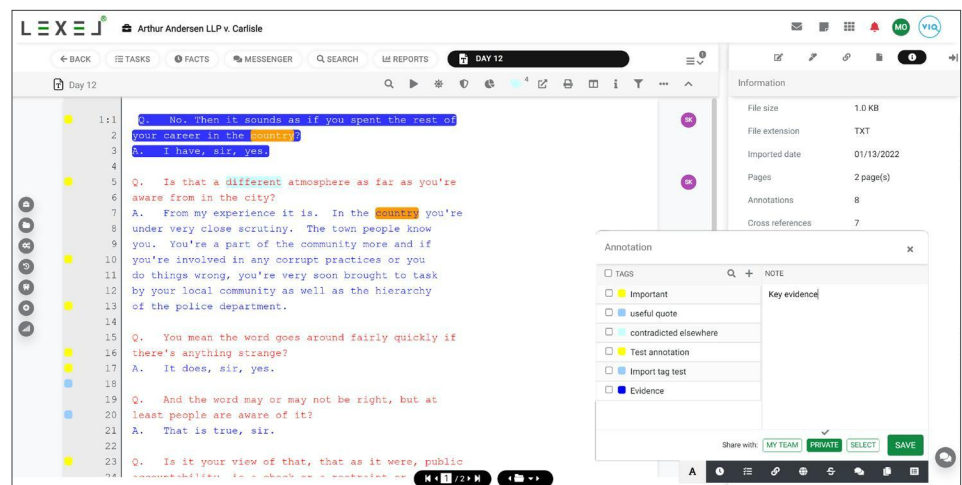 LEXEL®
Arthur Andersen LLP v. Carlisle
MO
VIQ
BACK
TASKS
FACTS
MESSENGER
SEARCH
REPORTS
DAY 12
0
Day 12
4
Information
File size 1.0 KB
File extension TXT
Imported date 01/13/2022
Pages 2 page(s)
Annotations 8
Cross references 7
1:1 Q. No. Then it sounds as if you spent the rest of
2 your career in the country?
3 A. I have, sir, yes.
4
5 Q. Is that a different atmosphere as far as you're
6 aware from in the city?
7 A. From my experience it is. In the country you're
8 under very close scrutiny. The town people know
9 you. You're a part of the community more and if
10 you're involved in any corrupt practices or you
11 do things wrong, you're very soon brought to task
12 by your local community as well as the hierarchy
13 of the police department.
14
15 Q. You mean the word goes around fairly quickly if
16 there's anything strange?
17 A. It does, sir, yes.
18
19 Q. And the word may or may not be right, but at
20 least people are aware of it?
21 A. That is true, sir.
22
23 Q. Is it your view of that, that as it were, public
24 accountability, is a check or a restraint or
SK
SK
1 / 2
Annotation
TAGS
NOTE
Important
useful quote
contradicted elsewhere
Test annotation
Import tag test
Evidence
Key evidence
Share with: MY TEAM PRIVATE SELECT SAVE
A